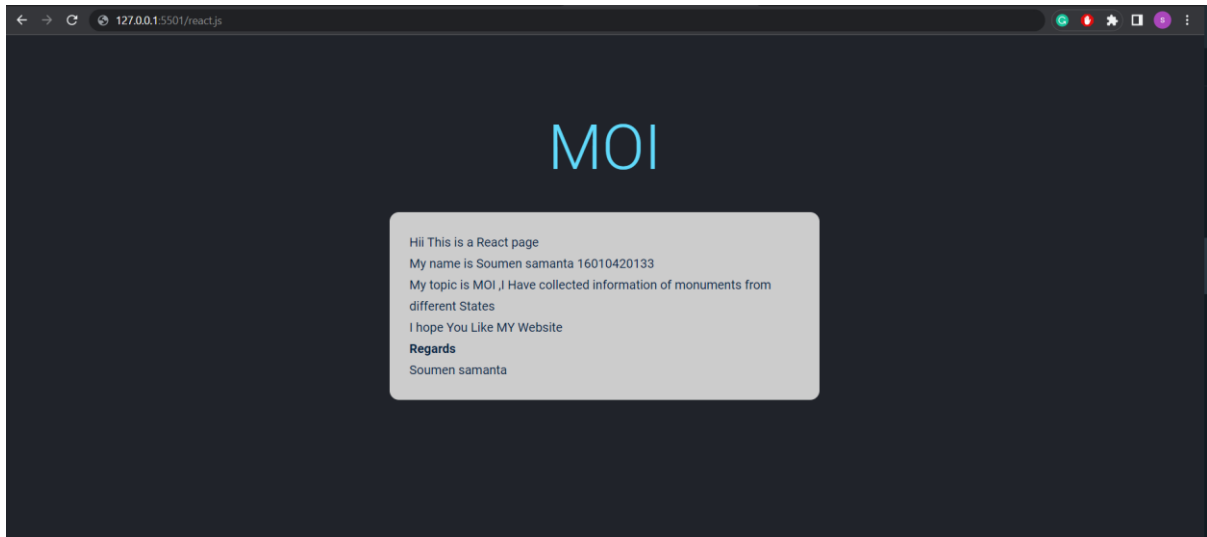 127.0.0.1:5501/react.js
MOI
Hii This is a React page
My name is Soumen samanta 16010420133
My topic is MOI ,I Have collected information of monuments from
different States
I hope You Like MY Website
Regards
Soumen samanta